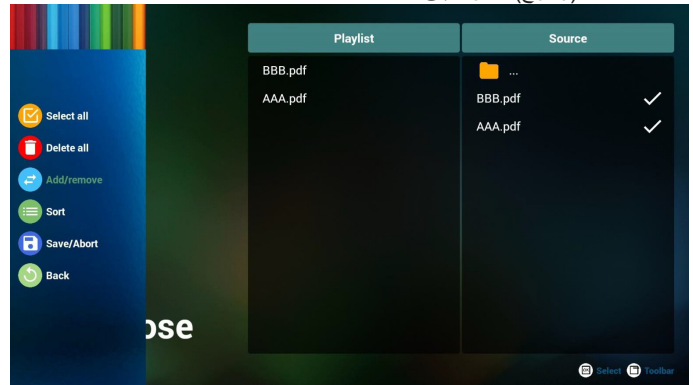 Playlist
Source
BBB.pdf
AAA.pdf
...
BBB.pdf
AAA.pdf
Select all
Delete all
Add/remove
Sort
Save/Abort
Back
ose
Select
Toolbar